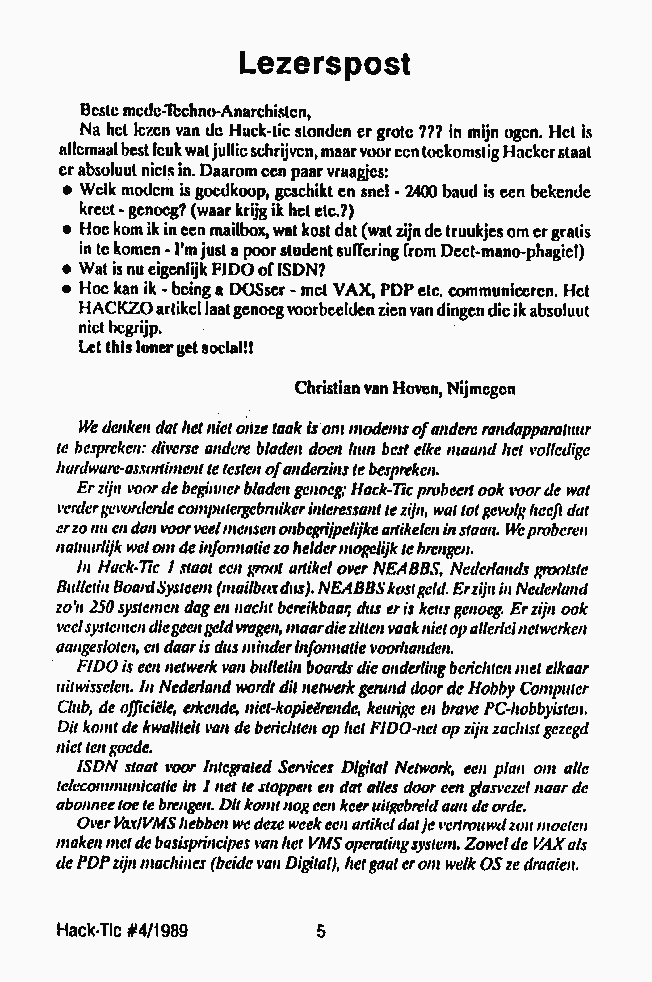 Lezerspost
Beste mede-Techno-Anarchisten,
Na het lezen van de Hack-tic stonden er grote ??? in mijn ogen. Het is
allemaal best leuk wat jullie schrijven, maar voor een toekomstig Hacker staat
er absoluut niets in. Daarom een paar vraagjes:
● Welk modem is goedkoop, geschikt en snel - 2400 baud is een bekende
kreet - genoeg? (waar krijg ik het etc.?)
● Hoe kom ik in een mailbox, wat kost dat (wat zijn de truukjes om er gratis
in te komen - I'm just a poor student suffering from Deet-mano-phagie!)
● Wat is nu eigenlijk FIDO of ISDN?
● Hoe kan ik - being a DOSser - met VAX, PDP etc. communiceren. Het
HACKZO artikel laat genoeg voorbeelden zien van dingen die ik absoluut
niet begrijp.
Let this loner get social!!
Christian van Hoven, Nijmegen
We denken dat het niet onze taak is om modems of andere randapparatuur
te bespreken: diverse andere bladen doen hun best elke maand het volledige
hardware-assortiment te testen of anderzins te bespreken.
Er zijn voor de beginner bladen genoeg; Hack-Tic probeert ook voor de wat
verder gevorderde computergebruiker interessant te zijn, wat tot gevolg heeft dat
er zo nu en dan voor veel mensen onbegrijpelijke artikelen in staan. We proberen
natuurlijk wel om de informatie zo helder mogelijk te brengen.
In Hack-Tic 1 staat een groot artikel over NEABBS, Nederlands grootste
Bulletin Board Systeem (mailbox dus). NEABBS kost geld. Er zijn in Nederland
zo'n 250 systemen dag en nacht bereikbaar, dus er is keus genoeg. Er zijn ook
veel systemen die geen geld vragen, maar die zitten vaak niet op allerlei netwerken
aangesloten, en daar is dus minder informatie voorhanden.
FIDO is een netwerk van bulletin boards die onderling berichten met elkaar
uitwisselen. In Nederland wordt dit netwerk gerund door de Hobby Computer
Club, de officiële, erkende, niet-kopieërende, keurige en brave PC-hobbyisten.
Dit komt de kwaliteit van de berichten op het FIDO-net op zijn zachtst gezegd
niet ten goede.
ISDN staat voor Integrated Services Digital Network, een plan om alle
telecommunicatie in 1 net te stoppen en dat alles door een glasvezel naar de
abonnee toe te brengen. Dit komt nog een keer uitgebreid aan de orde.
Over Vax/VMS hebben we deze week een artikel dat je vertrouwd zou moeten
maken met de basisprincipes van het VMS operating system. Zowel de VAX als
de PDP zijn machines (beide van Digital), het gaat er om welk OS ze draaien.
Hack-Tic #4/1989 5